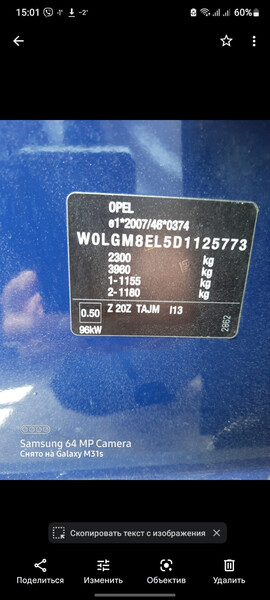 15:01 -1° -2° 60%
OPEL
e1*2007/46*0374
W0LGM8EL5D1125773
2300 kg
3960 kg
1-1155 kg
2-1180 kg
0.50 Z 20Z TAJM I13
96kW
2862
Samsung 64 MP Camera
Снято на Galaxy M31s
Скопировать текст с изображения
Поделиться Изменить Объектив Удалить